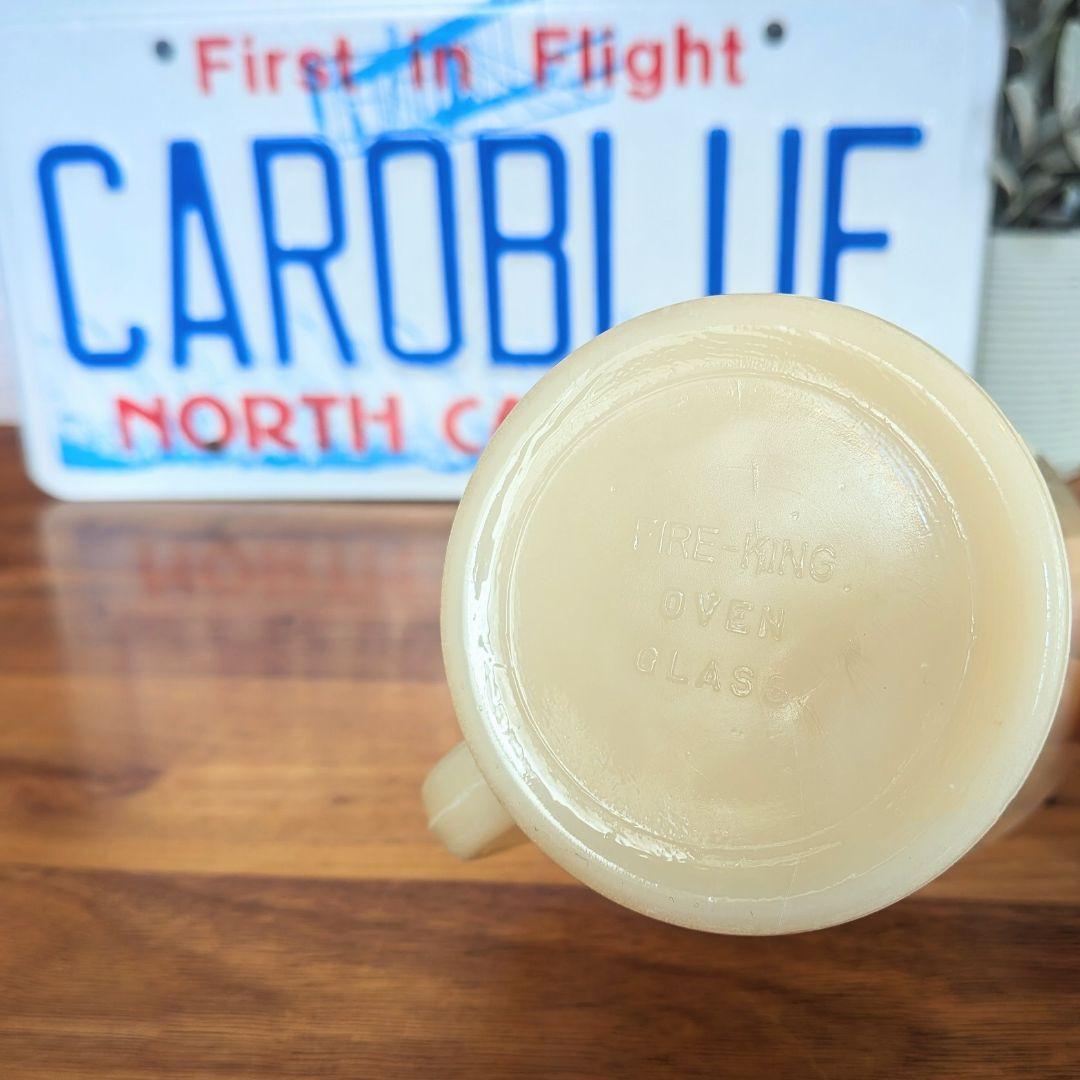 First in Flight
CAROBLUE
NORTH CA
FIRE-KING
OVEN
GLASS